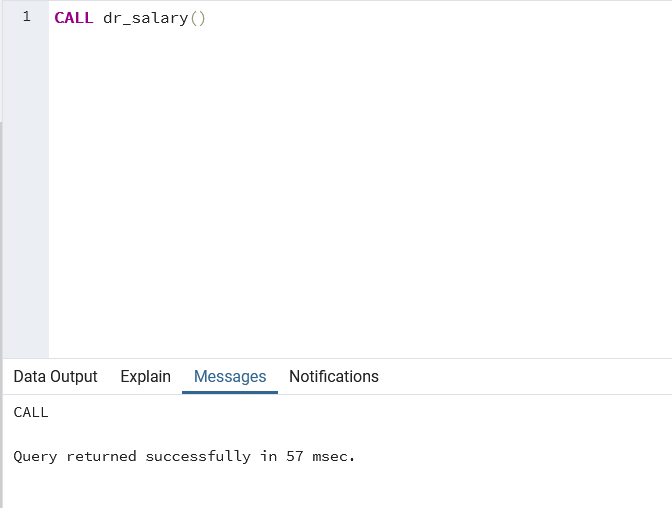 1 CALL dr_salary()
Data Output Explain Messages Notifications
CALL
Query returned successfully in 57 msec.